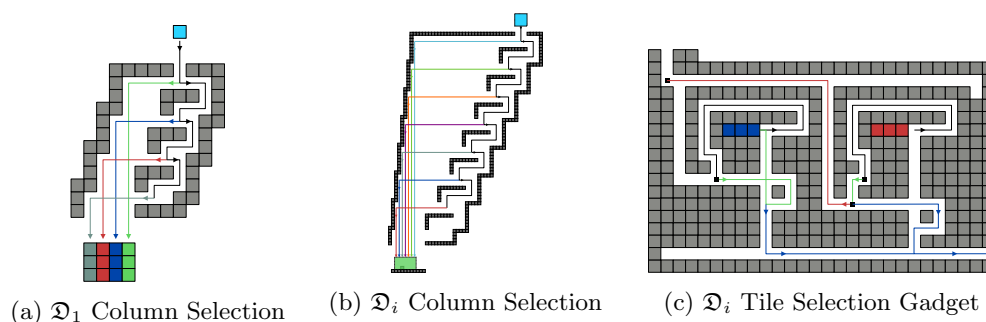 (a) 𝔇₁ Column Selection
(b) 𝔇ᵢ Column Selection
(c) 𝔇ᵢ Tile Selection Gadget